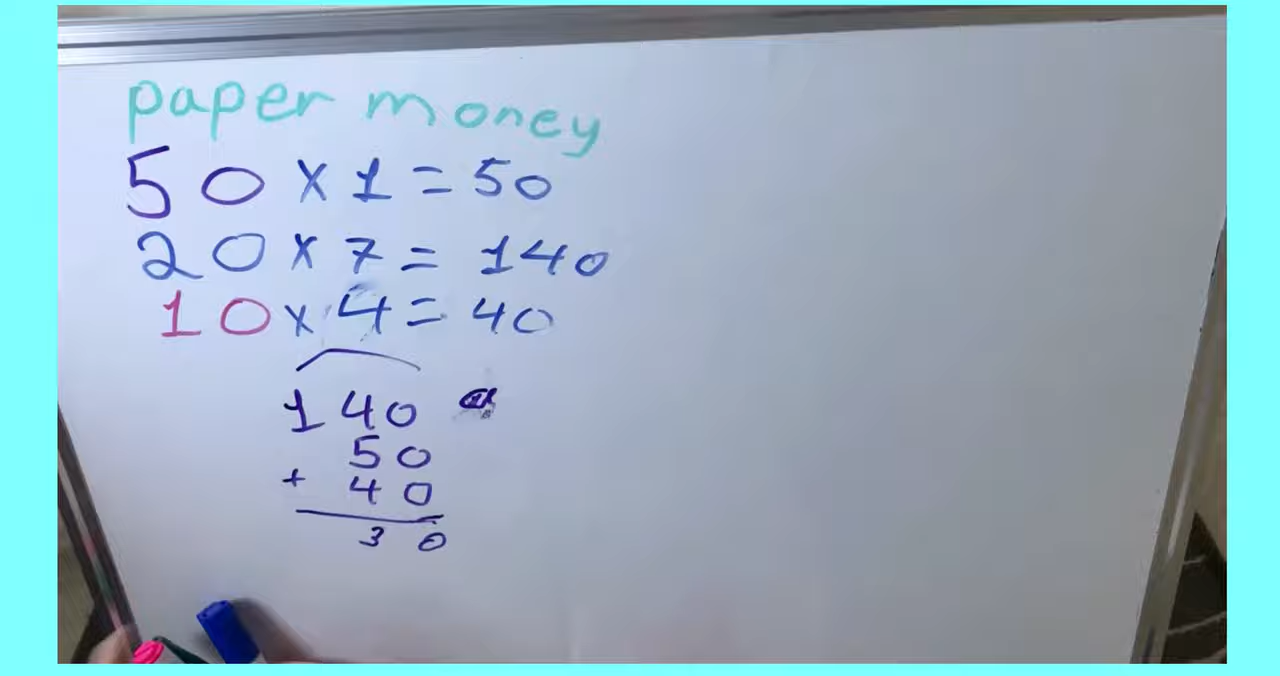 paper money
50 x 1 = 50
20 x 7 = 140
10 x 4 = 40
140
50
+ 40
30